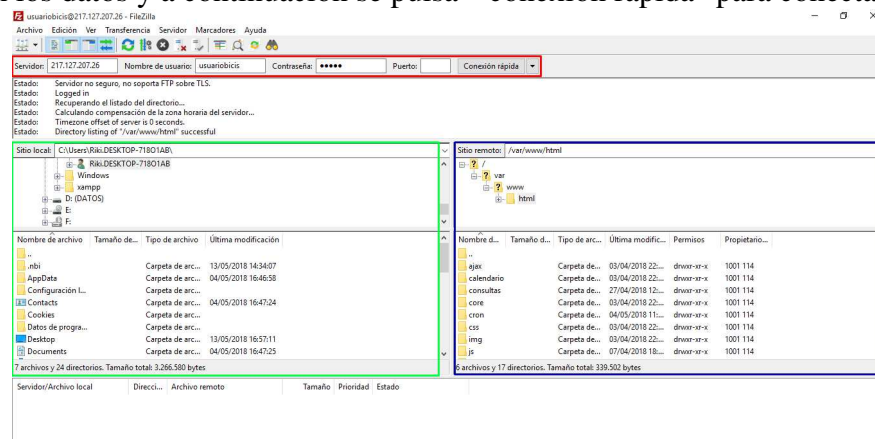 los datos y a continuación se pulsa "conexión rápida" para conecta
usuariobicis@217.127.207.26 - FileZilla
Archivo Edición Ver Transferencia Servidor Marcadores Ayuda
Servidor: 217.127.207.26 Nombre de usuario: usuariobicis Contraseña: ●●●●● Puerto: Conexión rápida
Estado: Servidor no seguro, no soporta FTP sobre TLS.
Estado: Logged in
Estado: Recuperando el listado del directorio...
Estado: Calculando compensación de la zona horaria del servidor...
Estado: Timezone offset of server is 0 seconds.
Estado: Directory listing of "/var/www/html" successful
Sitio local: C:\Users\Riki.DESKTOP-718O1AB\
Riki.DESKTOP-718O1AB
Windows
xampp
D: (DATOS)
E:
F:
Nombre de archivo Tamaño de... Tipo de archivo Última modificación
..
.nbi Carpeta de arc... 13/05/2018 14:34:07
AppData Carpeta de arc... 04/05/2018 16:46:58
Configuración l... Carpeta de arc...
Contacts Carpeta de arc... 04/05/2018 16:47:24
Cookies Carpeta de arc...
Datos de progra... Carpeta de arc...
Desktop Carpeta de arc... 13/05/2018 16:57:11
Documents Carpeta de arc... 04/05/2018 16:47:25
7 archivos y 24 directorios. Tamaño total: 3.266.580 bytes
Sitio remoto: /var/www/html
/
var
www
html
Nombre d... Tamaño d... Tipo de arc... Última modific... Permisos Propietario...
..
ajax Carpeta de... 03/04/2018 22:... drwxr-xr-x 1001 114
calendario Carpeta de... 03/04/2018 22:... drwxr-xr-x 1001 114
consultas Carpeta de... 27/04/2018 12:... drwxr-xr-x 1001 114
core Carpeta de... 03/04/2018 22:... drwxr-xr-x 1001 114
cron Carpeta de... 04/05/2018 11:... drwxr-xr-x 1001 114
css Carpeta de... 03/04/2018 22:... drwxr-xr-x 1001 114
img Carpeta de... 03/04/2018 22:... drwxr-xr-x 1001 114
js Carpeta de... 07/04/2018 18:... drwxr-xr-x 1001 114
6 archivos y 17 directorios. Tamaño total: 339.502 bytes
Servidor/Archivo local Direcci... Archivo remoto Tamaño Prioridad Estado